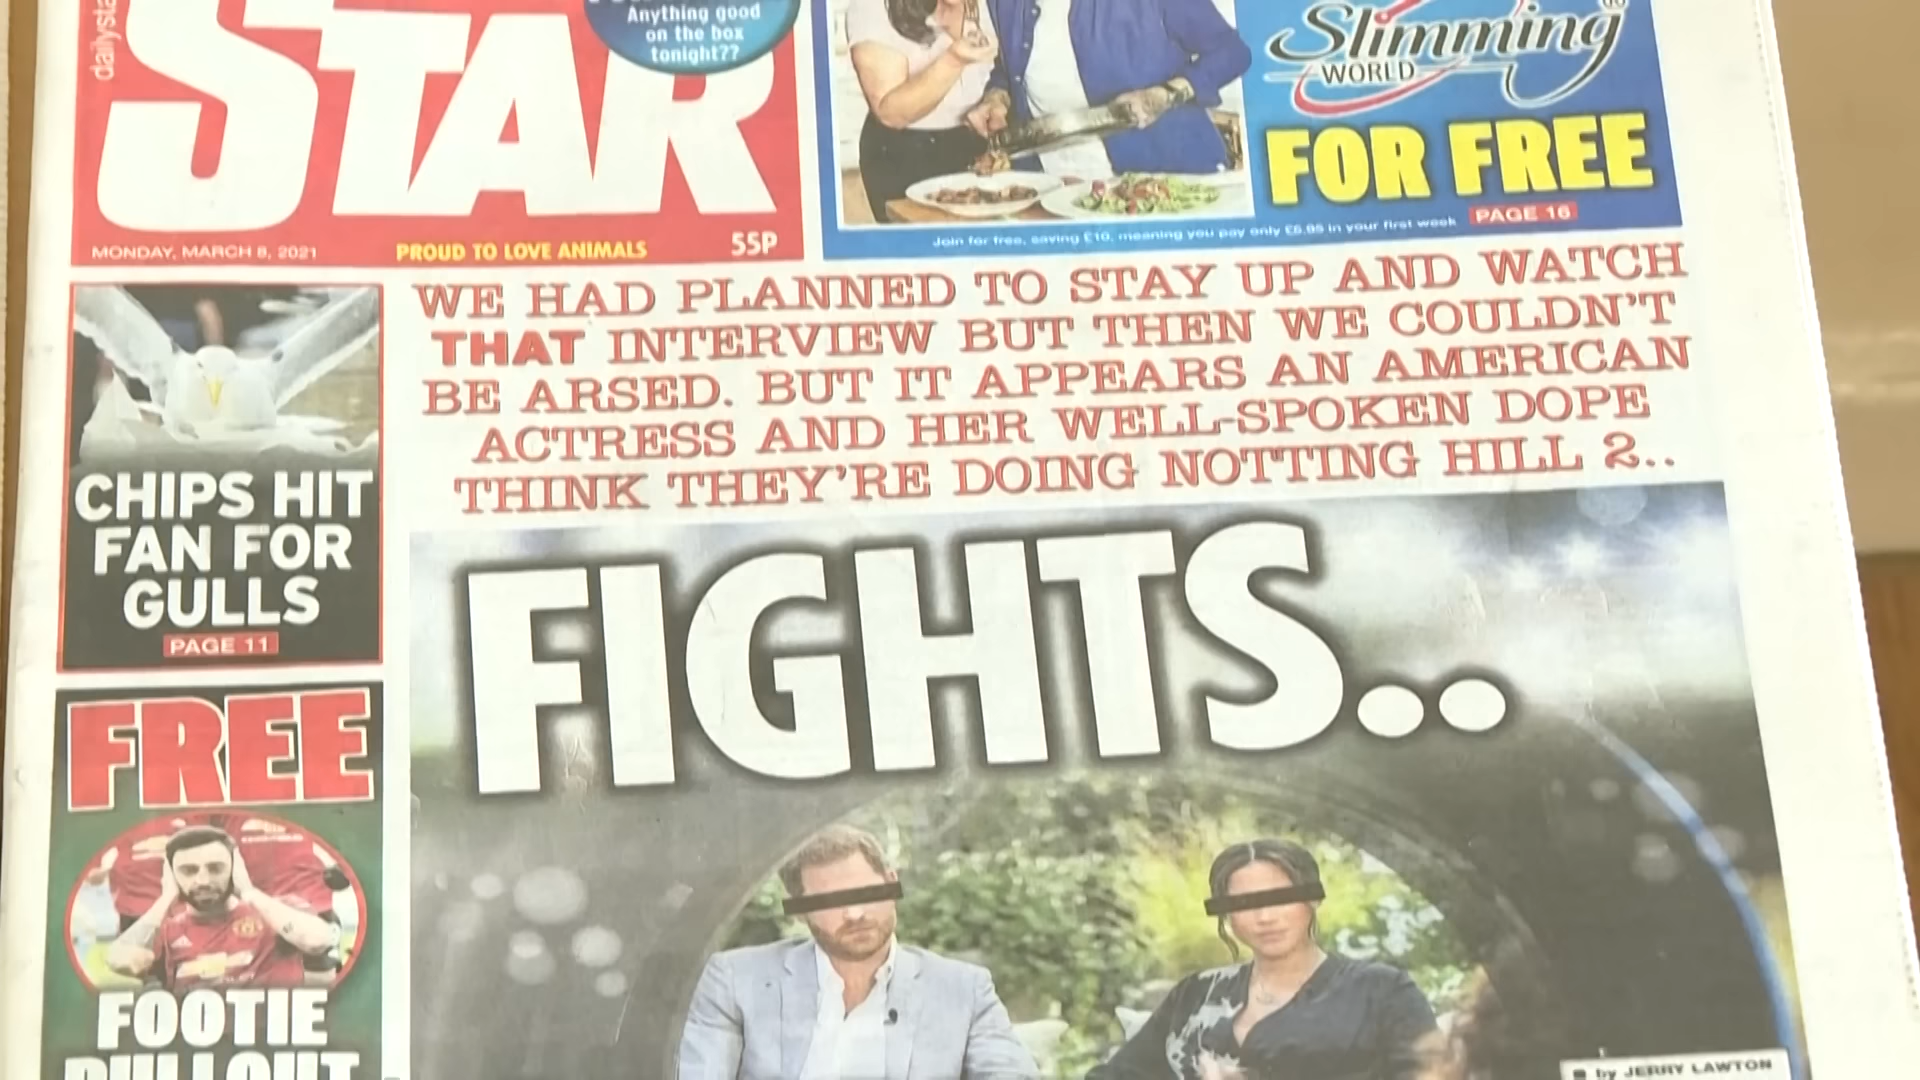 dailysta
STAR
Anything good
on the box
tonight??
MONDAY, MARCH 8, 2021
PROUD TO LOVE ANIMALS
55P
Slimming
WORLD
FOR FREE
PAGE 16
Join for free, saving £10, meaning you pay only £6.95 in your first week
WE HAD PLANNED TO STAY UP AND WATCH
THAT INTERVIEW BUT THEN WE COULDN'T
BE ARSED. BUT IT APPEARS AN AMERICAN
ACTRESS AND HER WELL-SPOKEN DOPE
THINK THEY'RE DOING NOTTING HILL 2..
CHIPS HIT
FAN FOR
GULLS
PAGE 11
FREE
FOOTIE
PULLOUT
FIGHTS..
by JERRY LAWTON